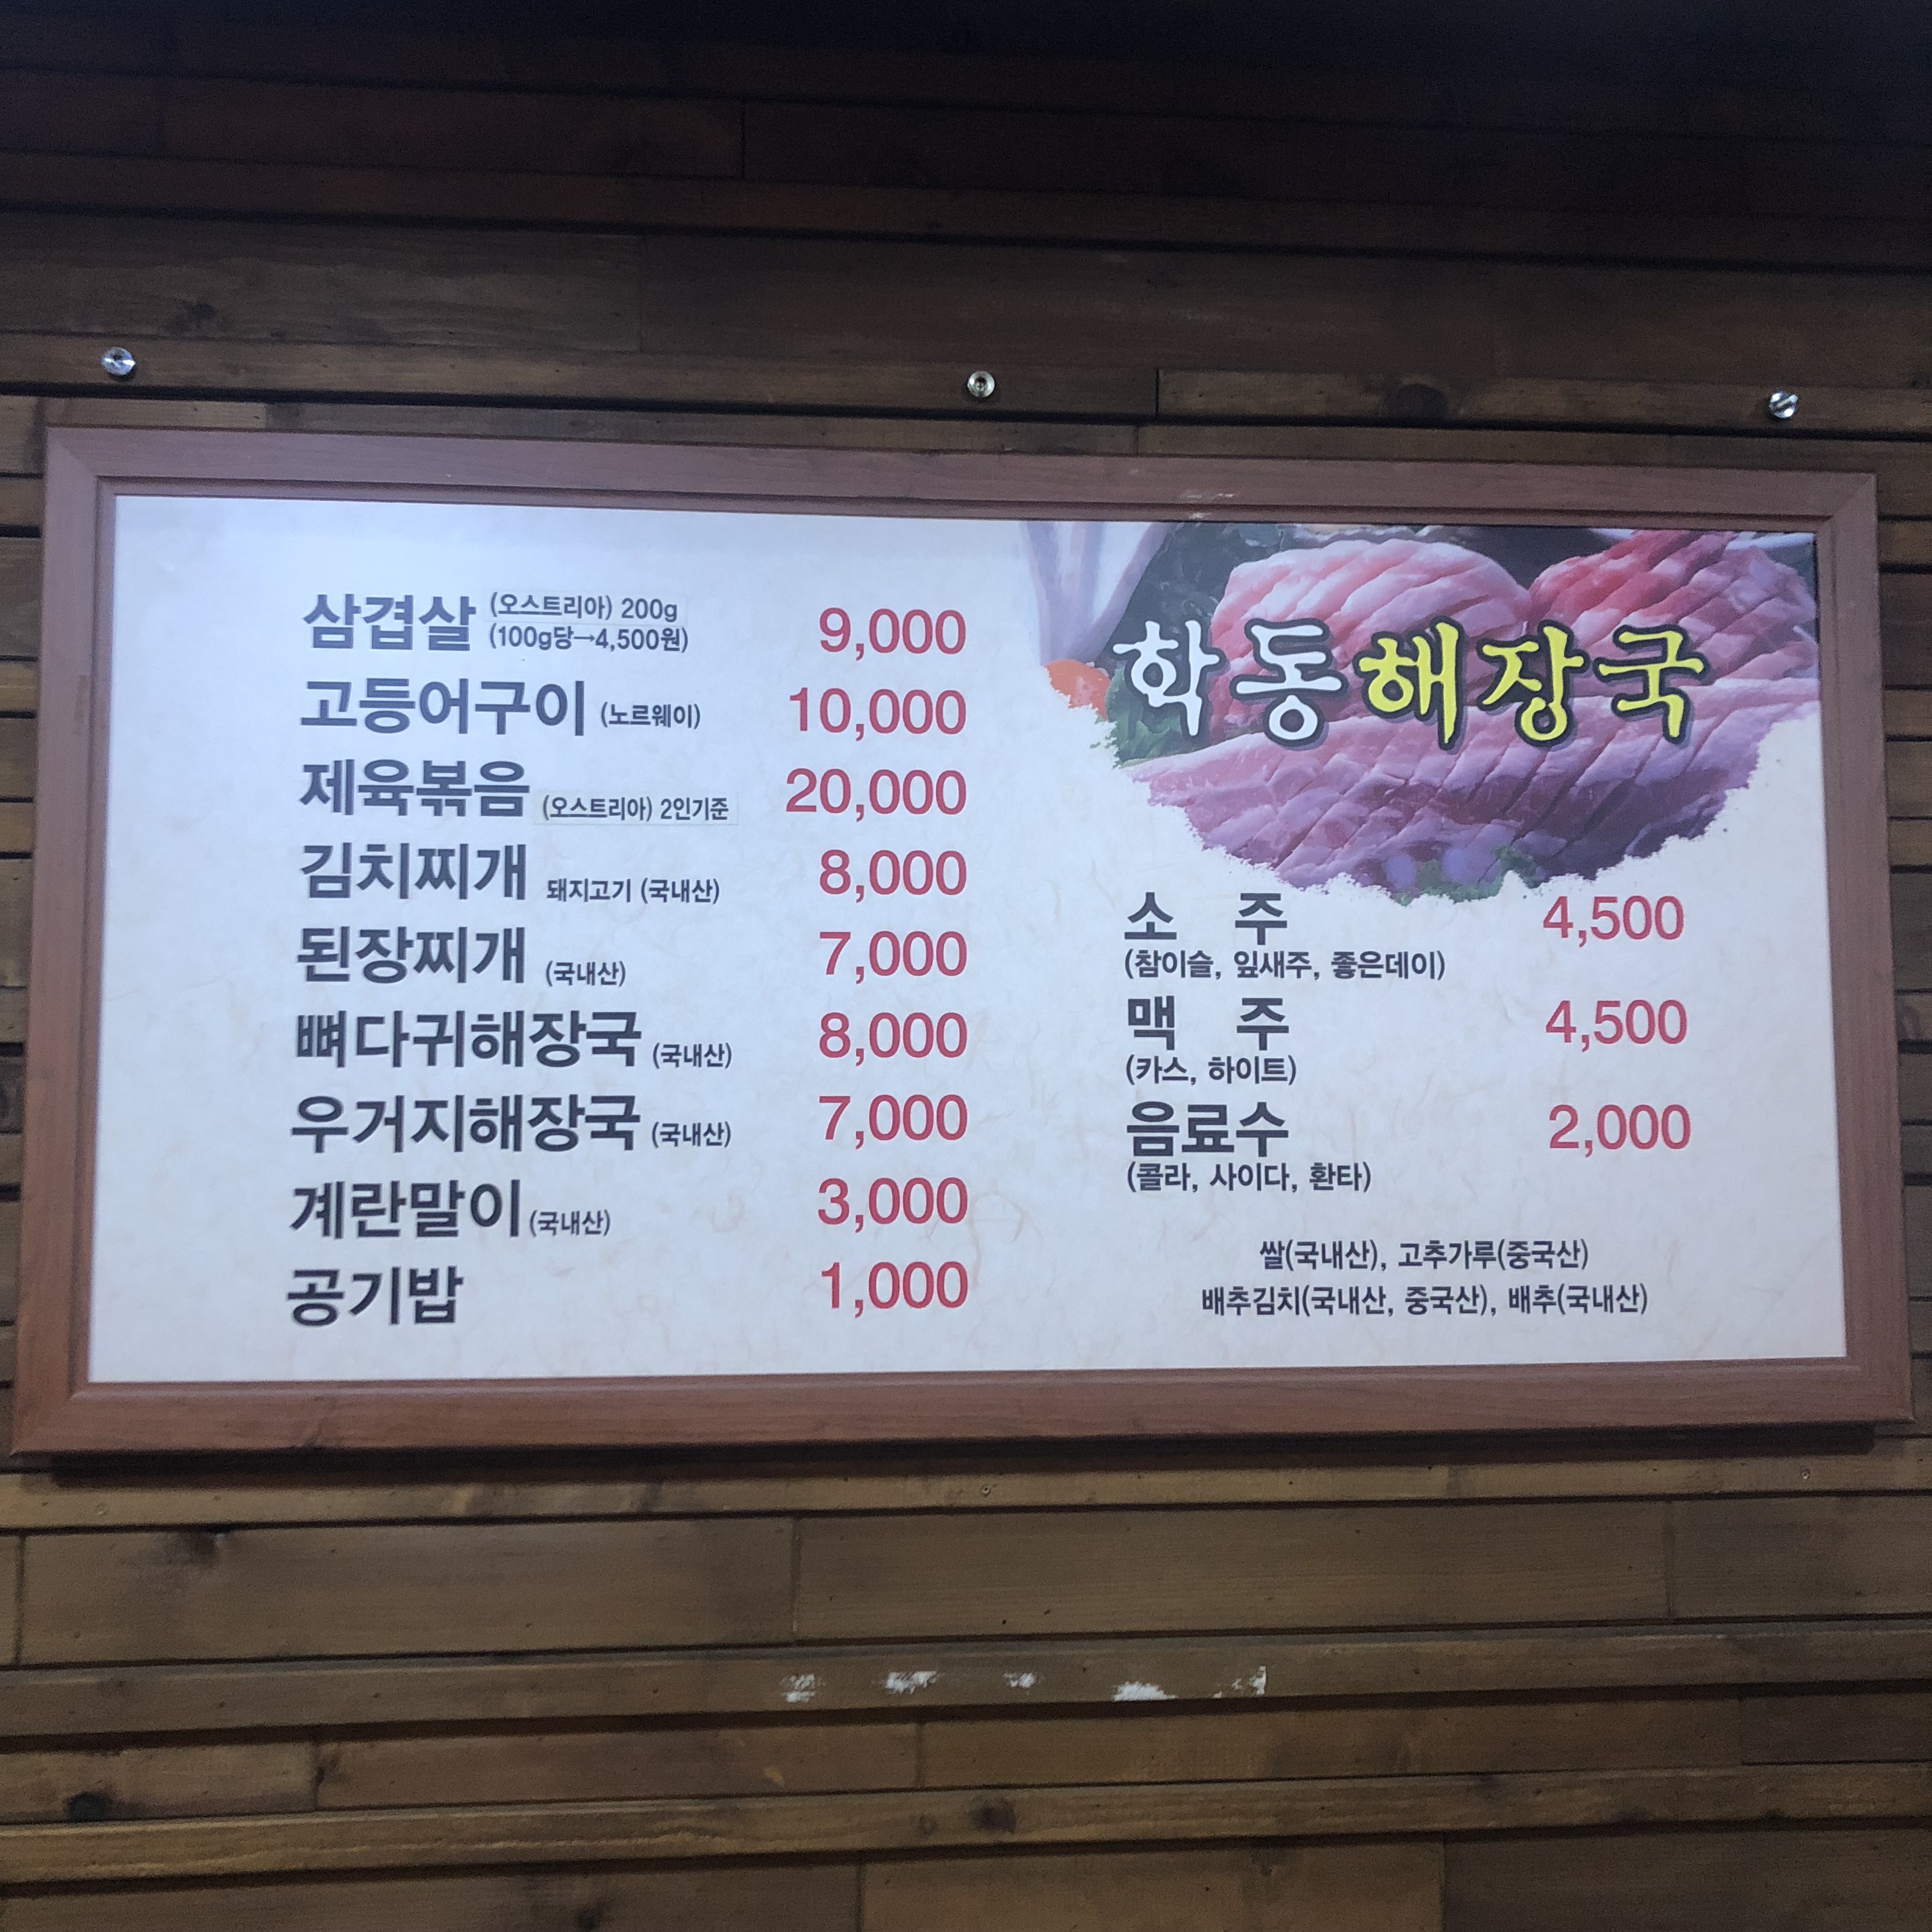 삼겹살 (오스트리아) 200g (100g당→4,500원) 9,000
고등어구이 (노르웨이) 10,000
제육볶음 (오스트리아) 2인기준 20,000
김치찌개 돼지고기 (국내산) 8,000
된장찌개 (국내산) 7,000
뼈다귀해장국 (국내산) 8,000
우거지해장국 (국내산) 7,000
계란말이 (국내산) 3,000
공기밥 1,000
학동해장국
소 주 4,500
(참이슬, 잎새주, 좋은데이)
맥 주 4,500
(카스, 하이트)
음료수 2,000
(콜라, 사이다, 환타)
쌀(국내산), 고추가루(중국산)
배추김치(국내산, 중국산), 배추(국내산)